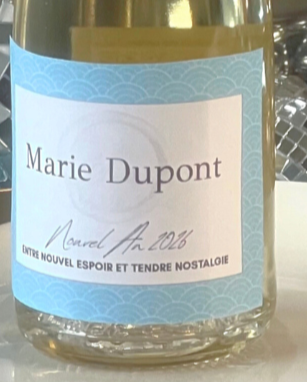 Marie Dupont
Nouvel An 2026
ENTRE NOUVEL ESPOIR ET TENDRE NOSTALGIE